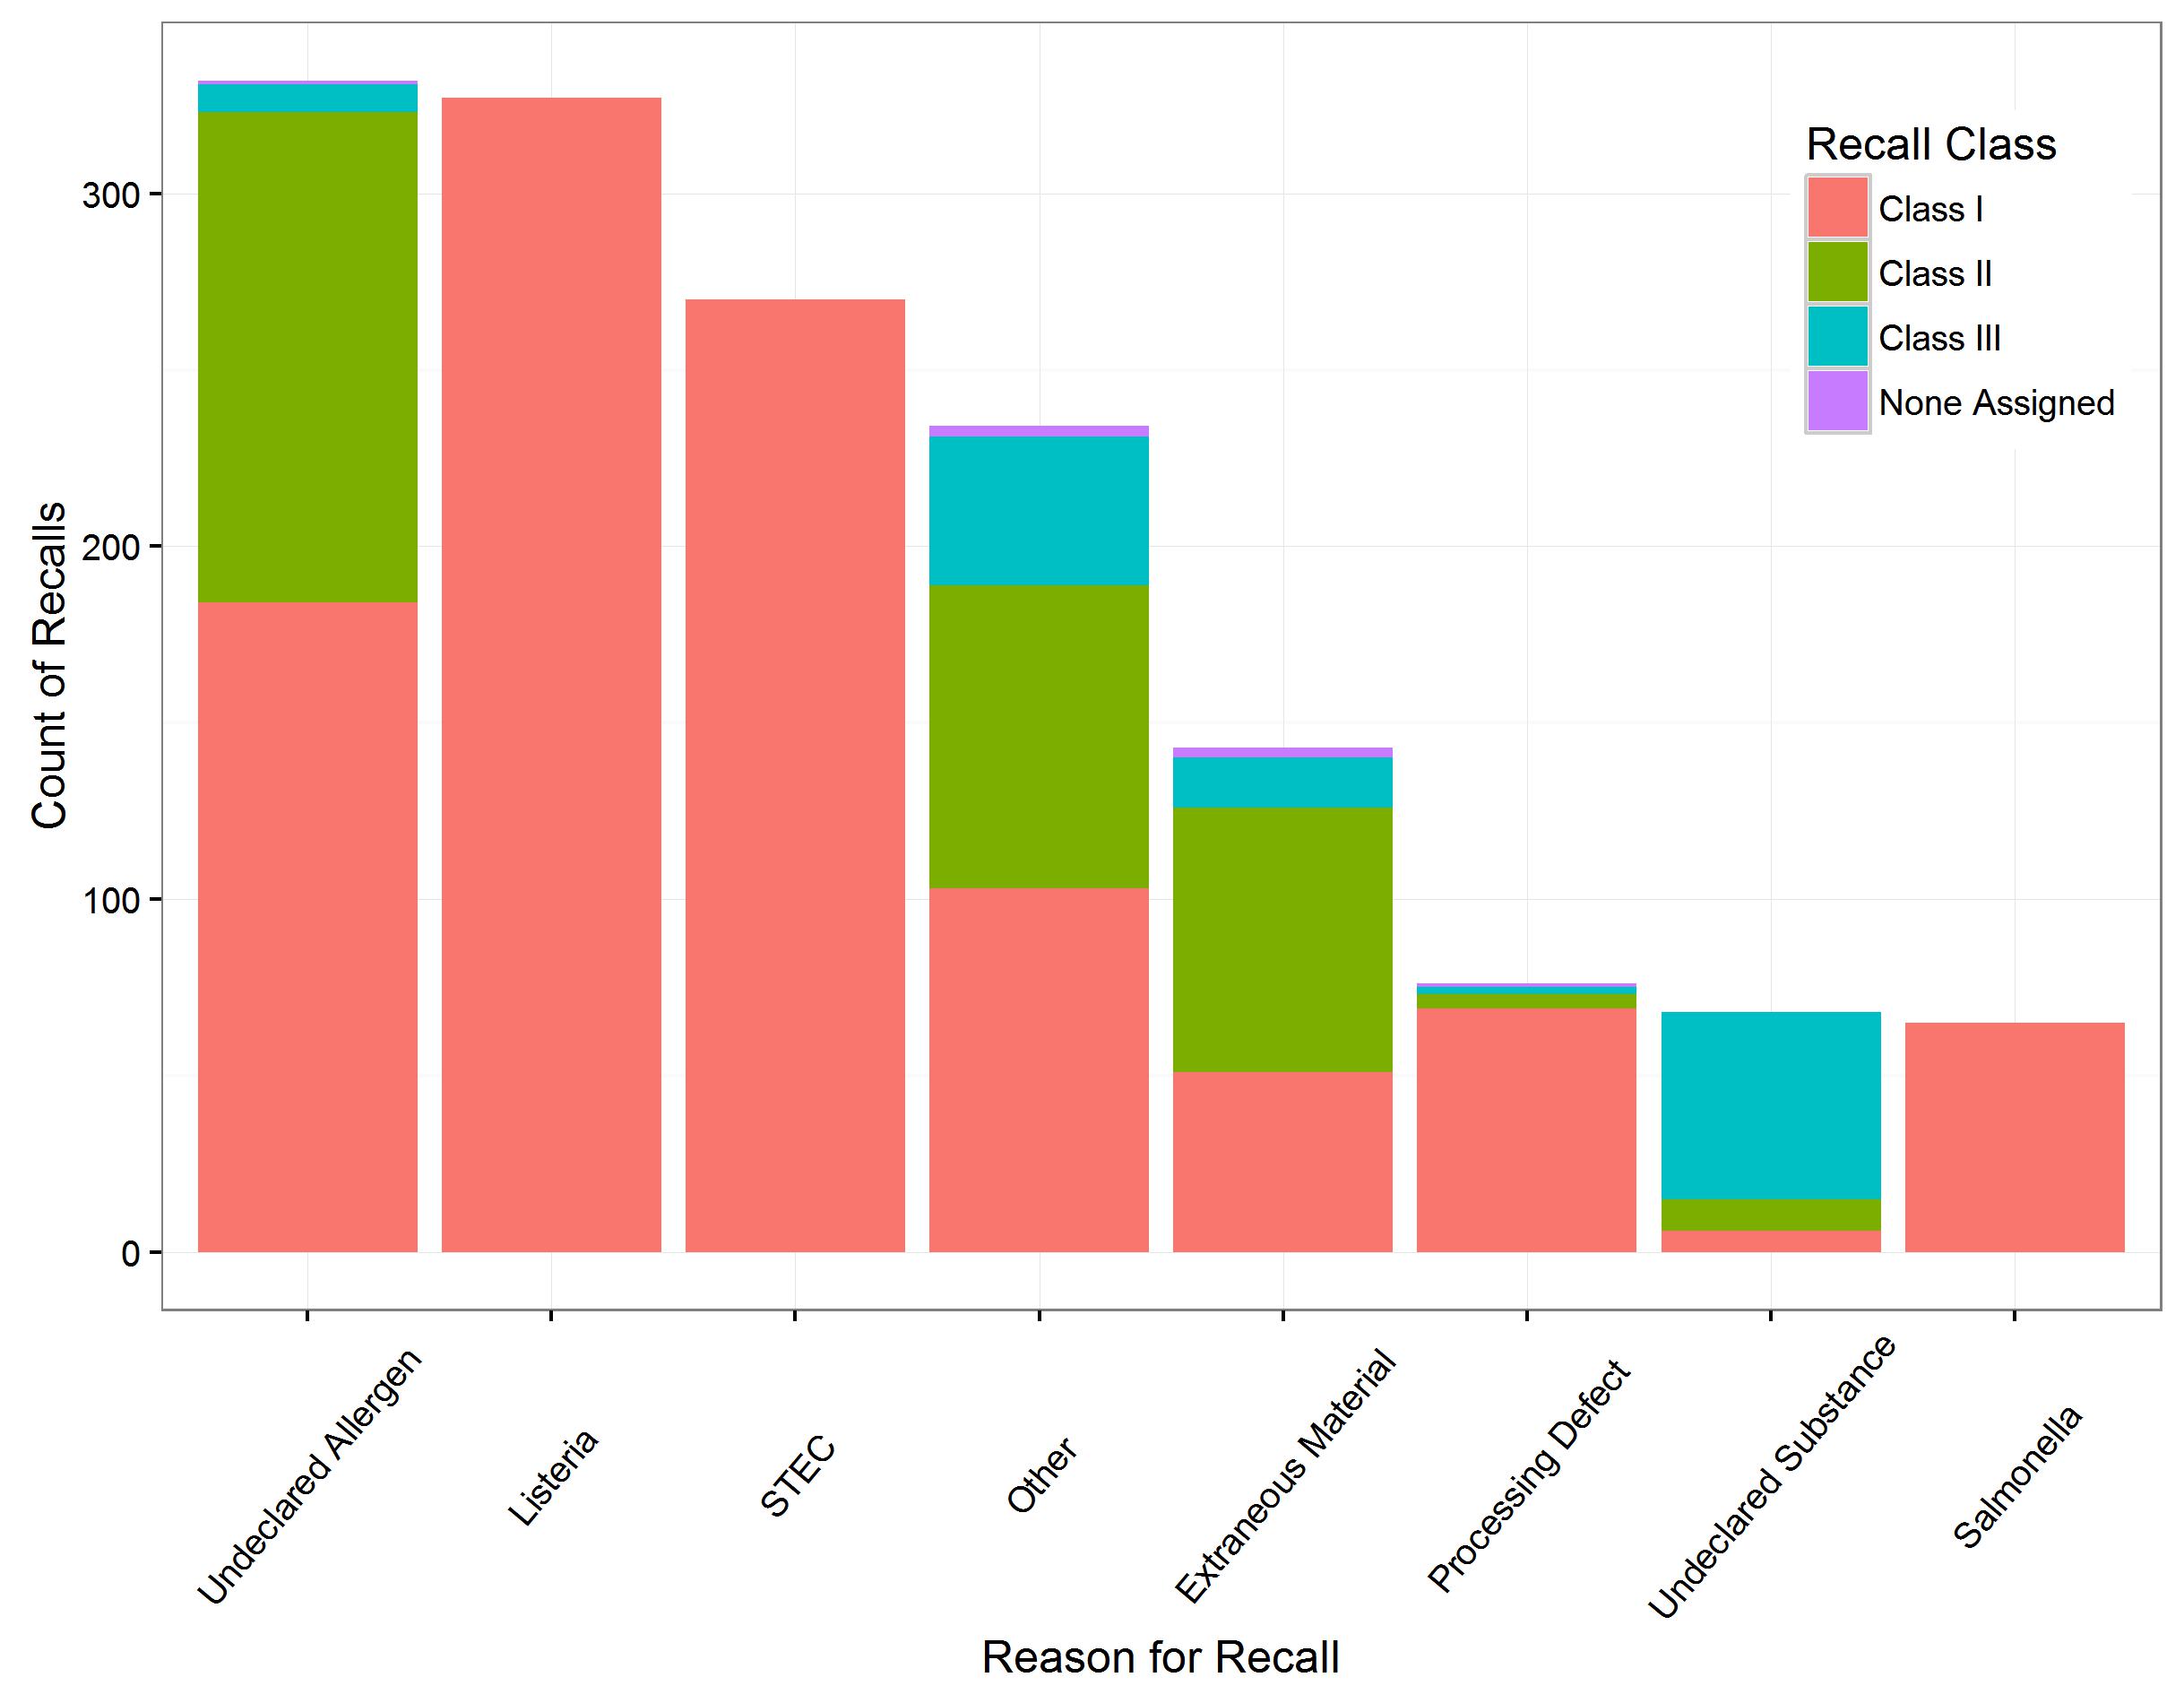 Count of Recalls
300
200
100
0
Recall Class
Class I
Class II
Class III
None Assigned
Undeclared Allergen
Listeria
STEC
Other
Extraneous Material
Processing Defect
Undeclared Substance
Salmonella
Reason for Recall